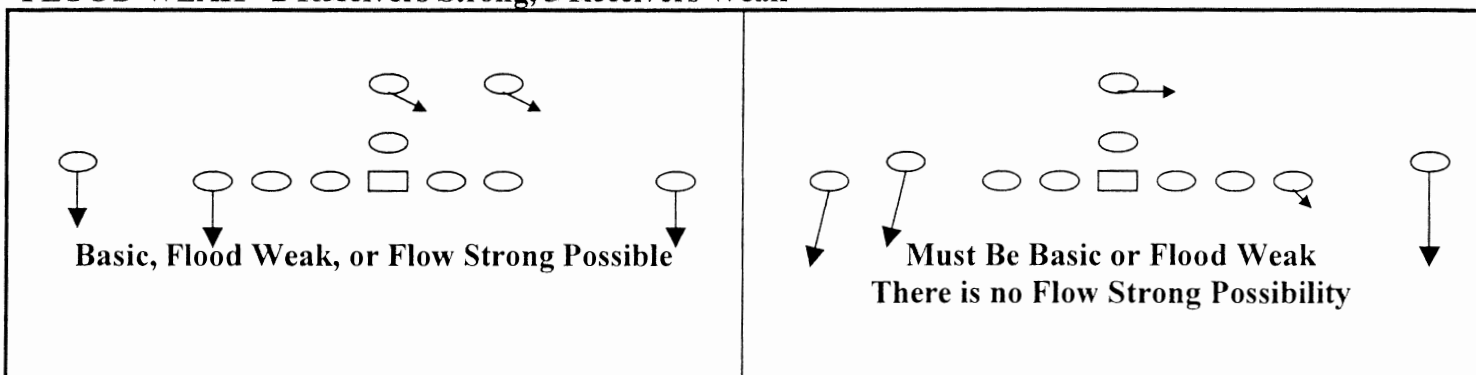 FLOOD WEAK - 2 Receivers Strong, 3 Receivers Weak
Basic, Flood Weak, or Flow Strong Possible
Must Be Basic or Flood Weak
There is no Flow Strong Possibility